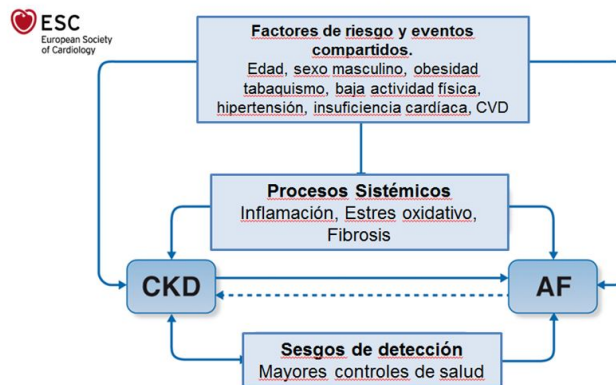 ESC
European Society
of Cardiology
Factores de riesgo y eventos
compartidos.
Edad, sexo masculino, obesidad
tabaquismo, baja actividad física,
hipertensión, insuficiencia cardíaca, CVD
Procesos Sistémicos
Inflamación, Estres oxidativo,
Fibrosis
CKD
AF
Sesgos de detección
Mayores controles de salud